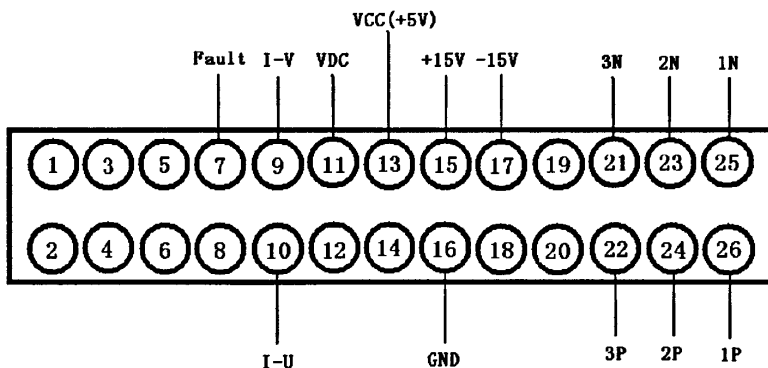 VCC(+5V)
Fault I-V VDC +15V -15V 3N 2N 1N
1 3 5 7 9 11 13 15 17 19 21 23 25
2 4 6 8 10 12 14 16 18 20 22 24 26
I-U GND 3P 2P 1P